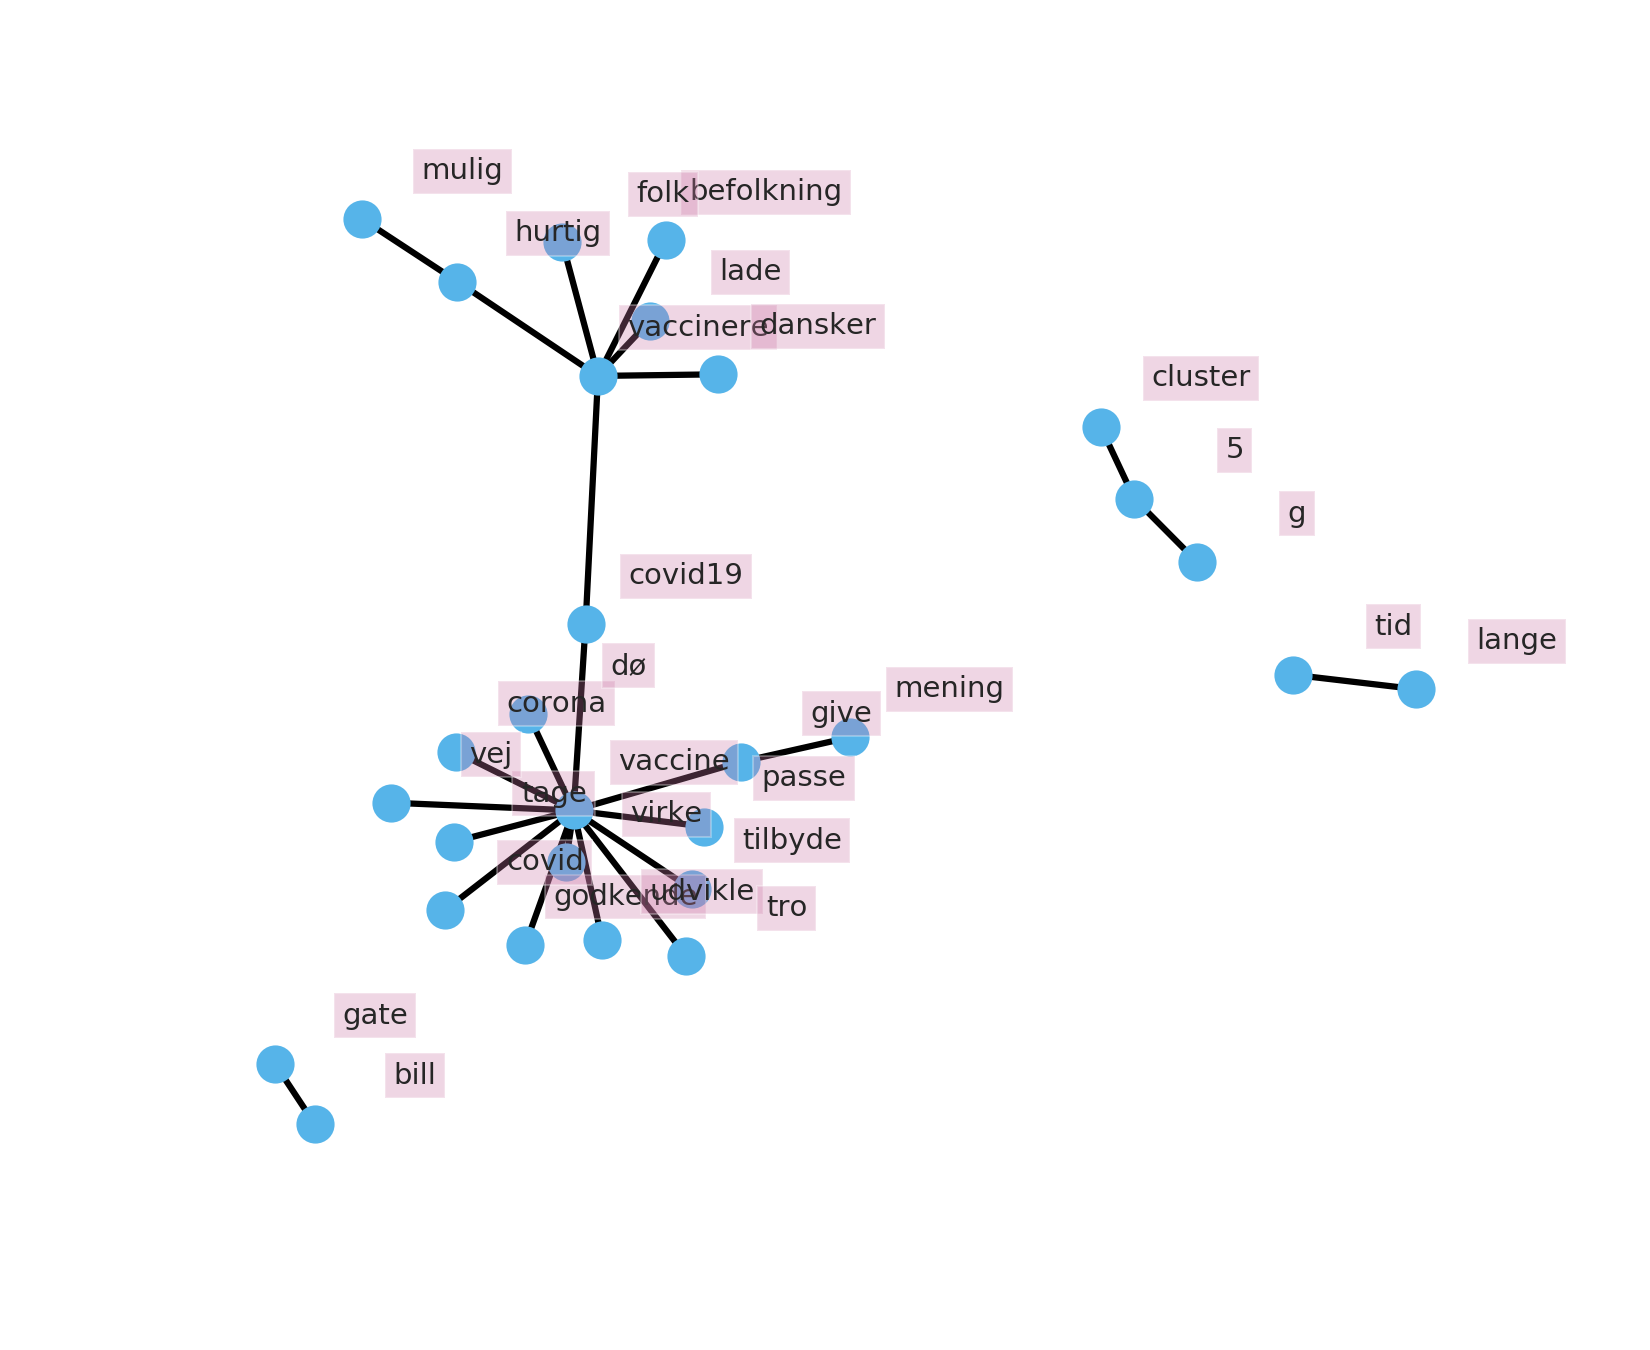 mulig
folk
befolkning
hurtig
lade
vaccinere
dansker
cluster
5
g
covid19
tid
lange
dø
mening
corona
give
vej
vaccine
passe
tage
virke
tilbyde
covid
godkende
udvikle
tro
gate
bill